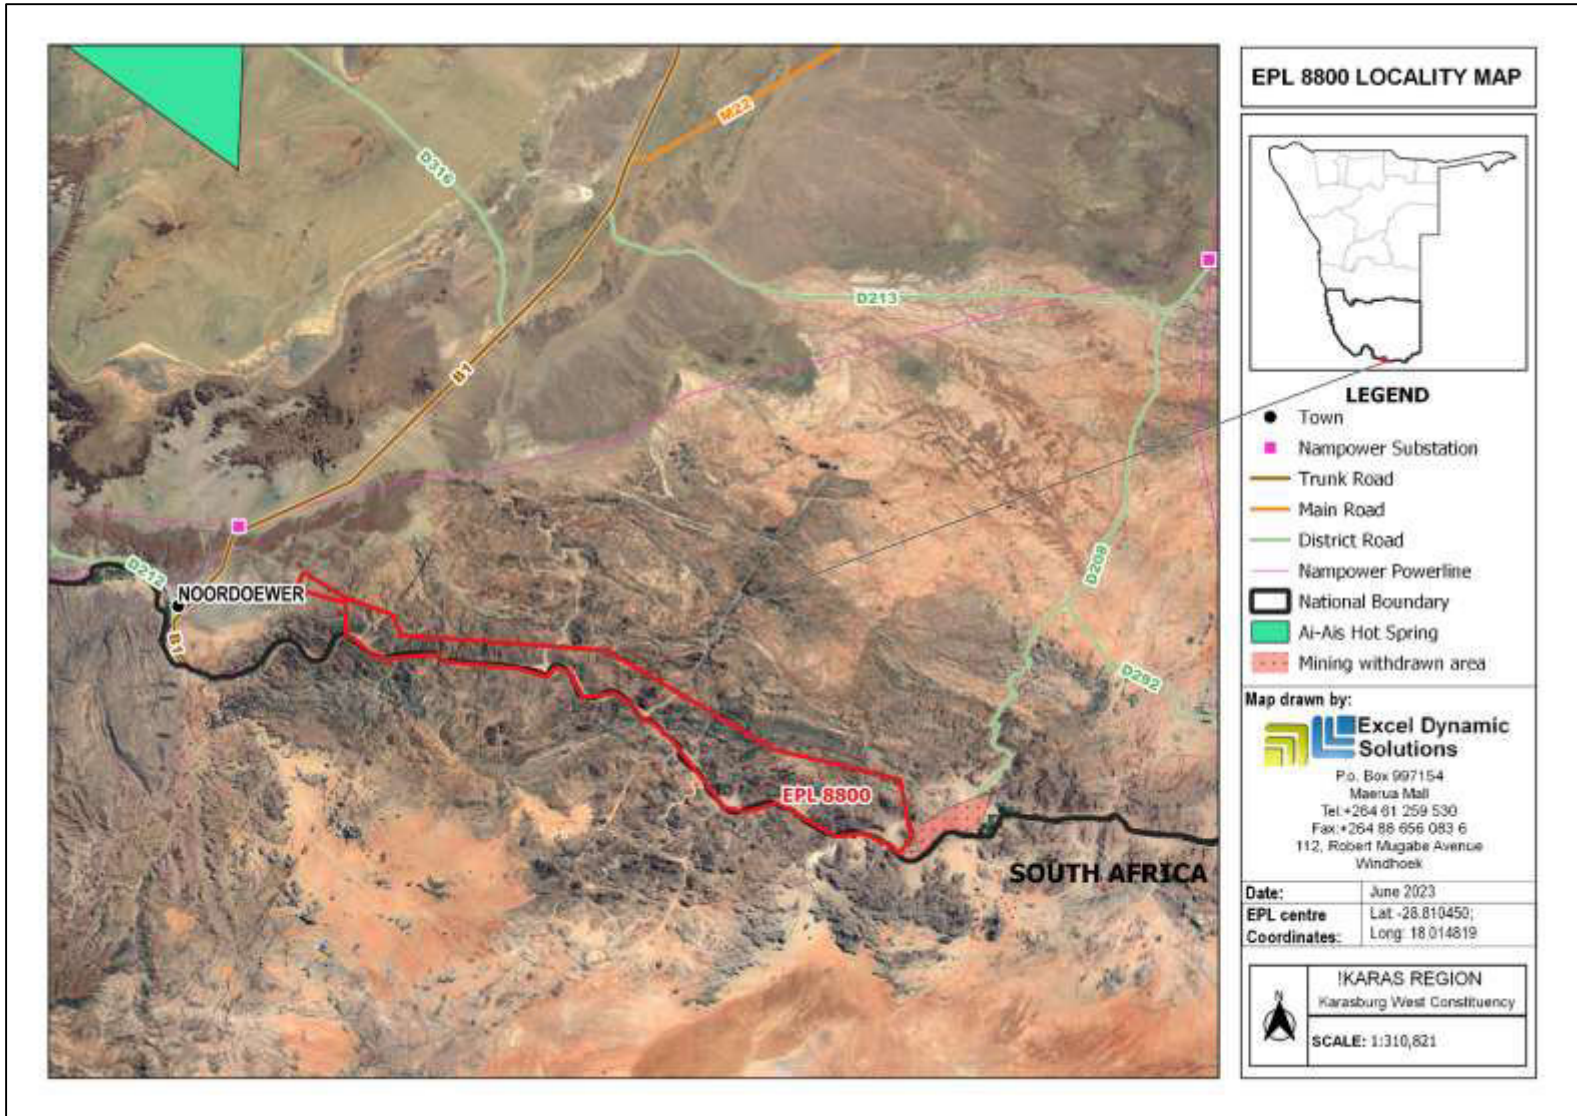 EPL 8800 LOCALITY MAP
D316
M22
D213
B1
D208
D212
NOORDOEWER
B1
D292
EPL 8800
SOUTH AFRICA
LEGEND
Town
Nampower Substation
Trunk Road
Main Road
District Road
Nampower Powerline
National Boundary
Ai-Ais Hot Spring
Mining withdrawn area
Map drawn by:
Excel Dynamic
Solutions
P.o. Box 997154
Maerua Mall
Tel:+264 61 259 530
Fax:+264 88 656 083 6
112, Robert Mugabe Avenue
Windhoek
Date: June 2023
EPL centre Lat -28.810450;
Coordinates: Long: 18.014819
N
!KARAS REGION
Karasburg West Constituency
SCALE: 1:310,821